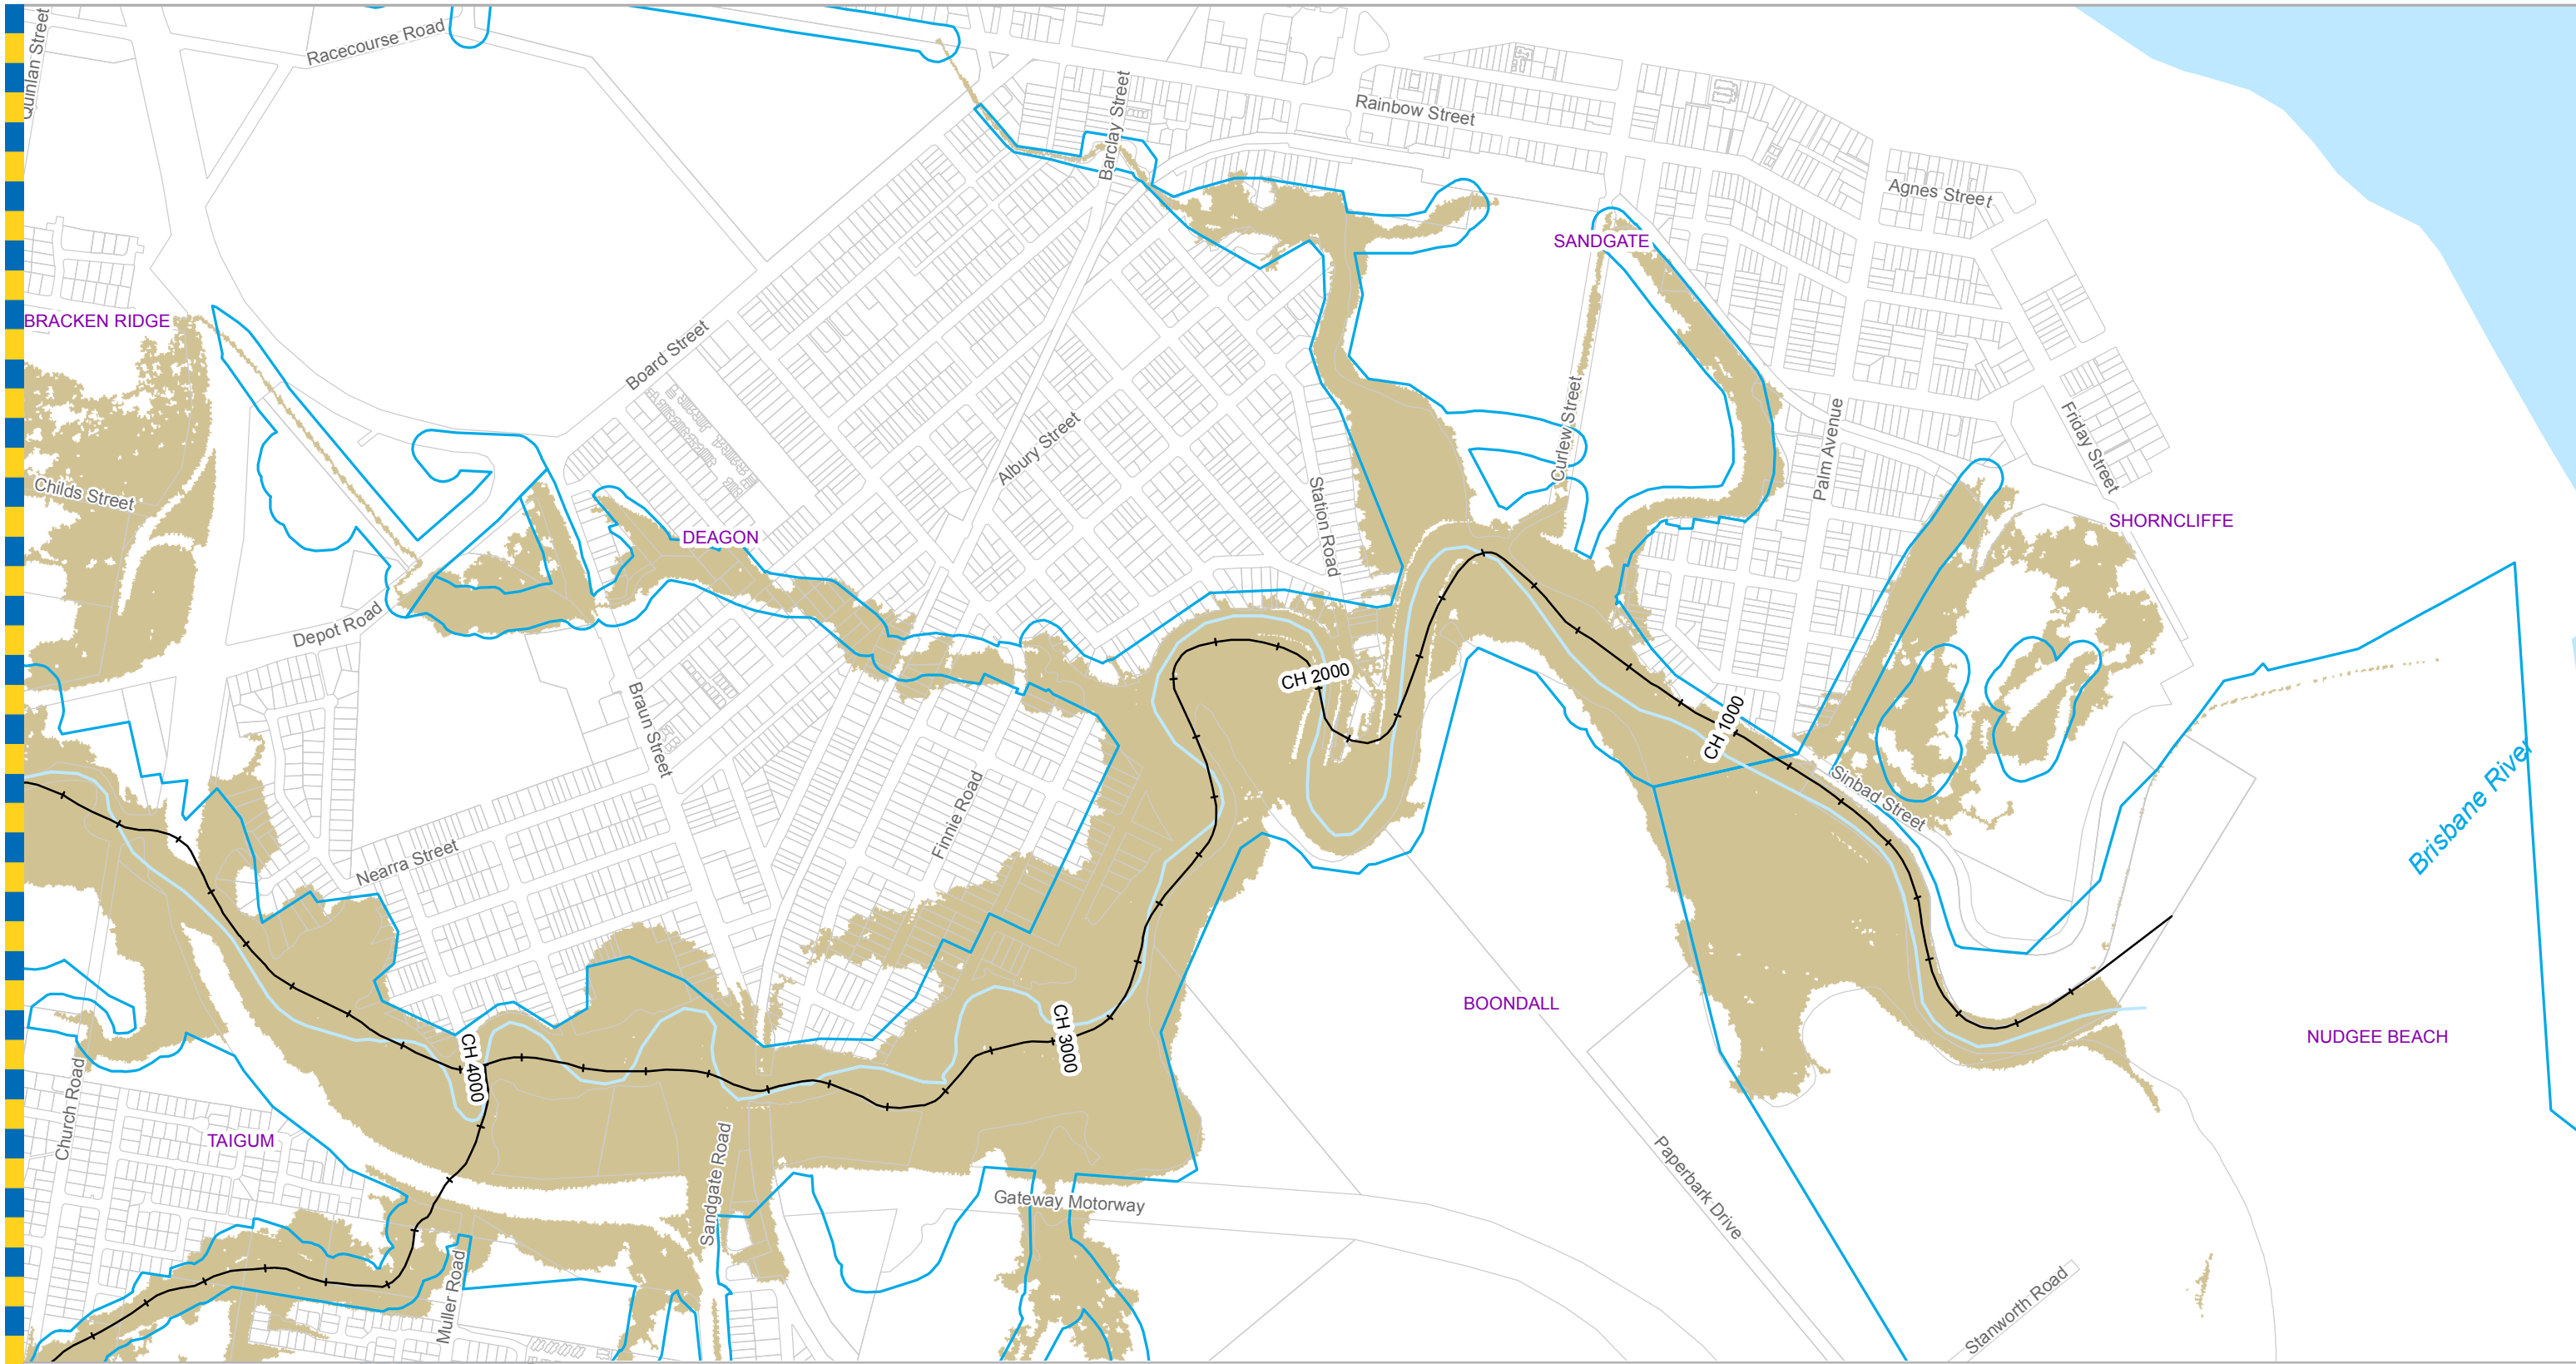 Quinlan Street
Racecourse Road
Barclay Street
Rainbow Street
Agnes Street
SANDGATE
BRACKEN RIDGE
Board Street
Albury Street
Station Road
Curlew Street
Palm Avenue
Friday Street
Childs Street
SHORNCLIFFE
DEAGON
Depot Road
Braun Street
CH 2000
CH 1000
Sinbad Street
Brisbane River
Finnie Road
Nearra Street
BOONDALL
NUDGEE BEACH
CH 4000
CH 3000
Church Road
TAIGUM
Sandgate Road
Gateway Motorway
Paperbark Drive
Muller Road
Stanworth Road